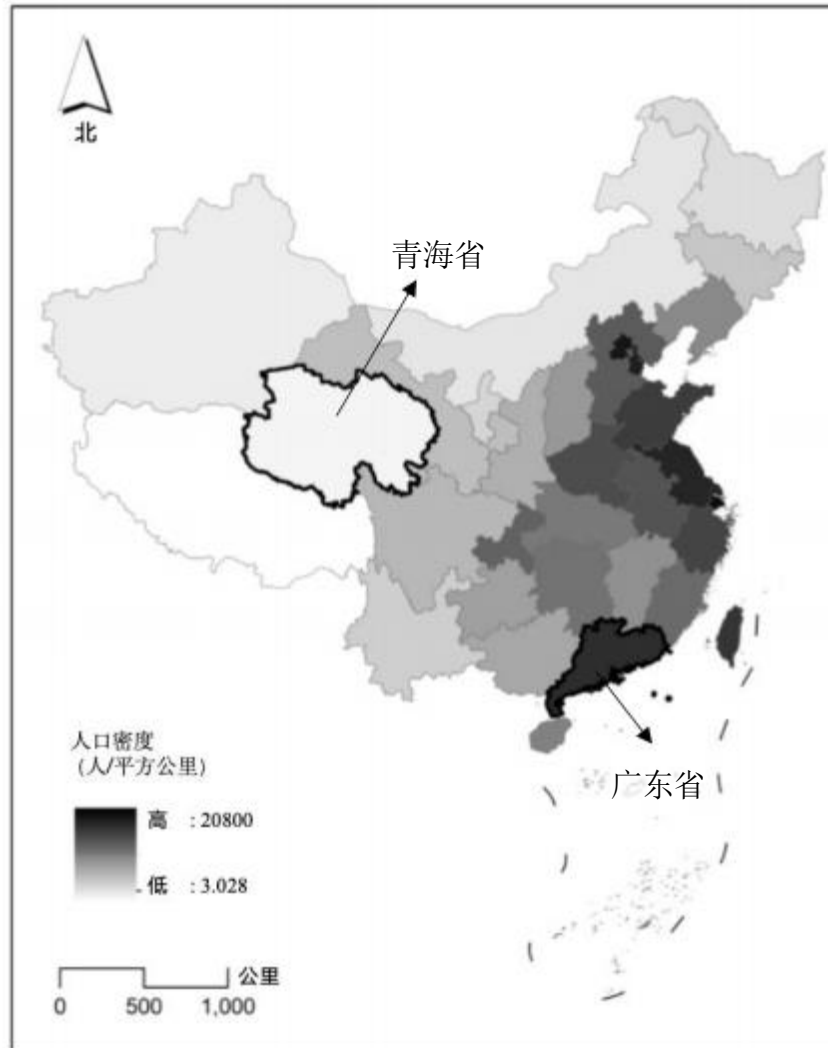 北
青海省
广东省
人口密度
(人/平方公里)
高 :20800
低 :3.028
公里
0 500 1,000